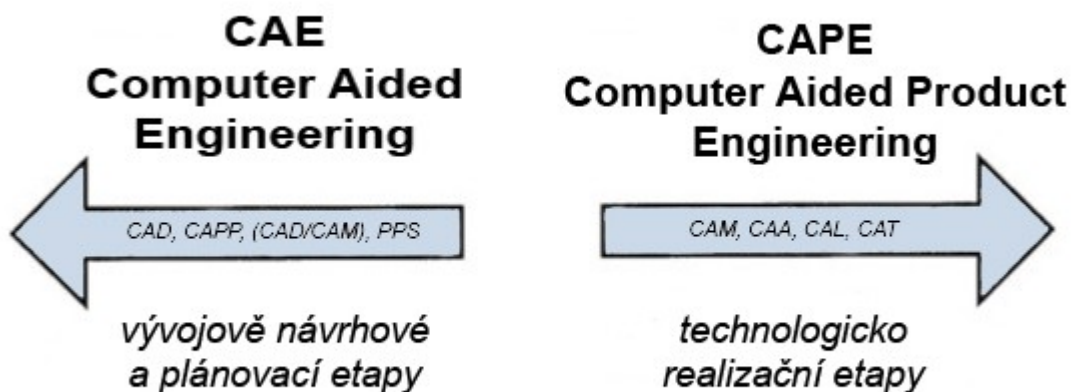 CAE
Computer Aided
Engineering
CAD, CAPP, (CAD/CAM), PPS
vývojově návrhové
a plánovací etapy
CAPE
Computer Aided Product
Engineering
CAM, CAA, CAL, CAT
technologicko
realizační etapy